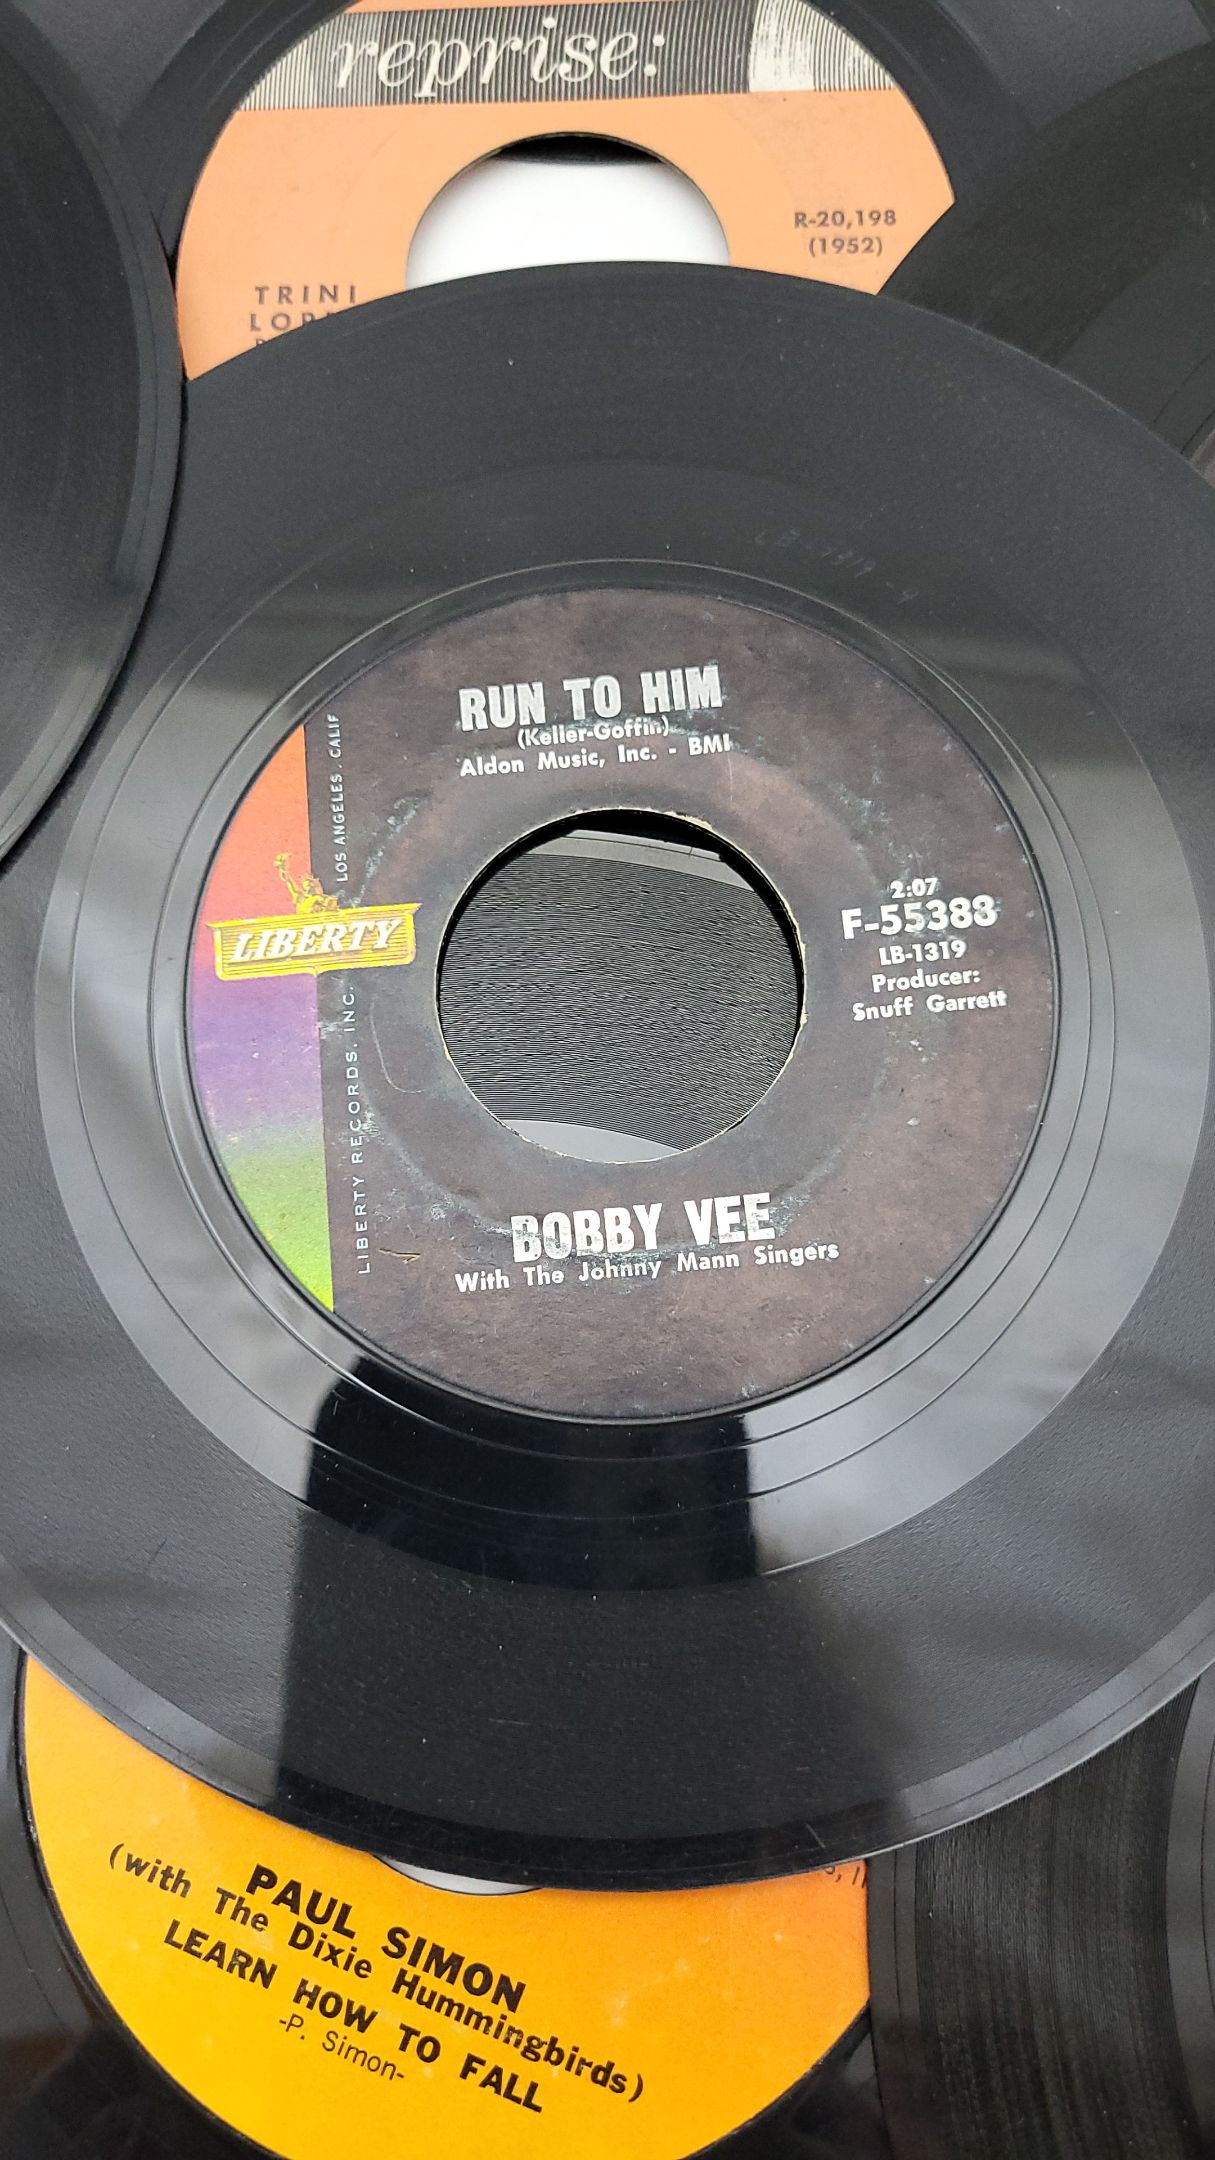 reprise:
R-20,198
(1952)
TRINI
RUN TO HIM
(Keller-Goffin)
Aldon Music, Inc. - BMI
LIBERTY RECORDS, INC. LOS ANGELES, CALIF
LIBERTY
2:07
F-55388
LB-1319
Producer:
Snuff Garrett
BOBBY VEE
With The Johnny Mann Singers
PAUL SIMON
(with The Dixie Hummingbirds)
LEARN HOW TO FALL
-P. Simon-